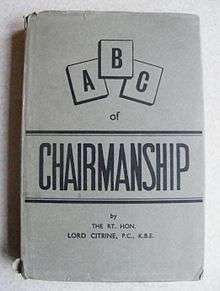 A B C
of
CHAIRMANSHIP
by
THE RT. HON.
LORD CITRINE, P.C., K.B.E.